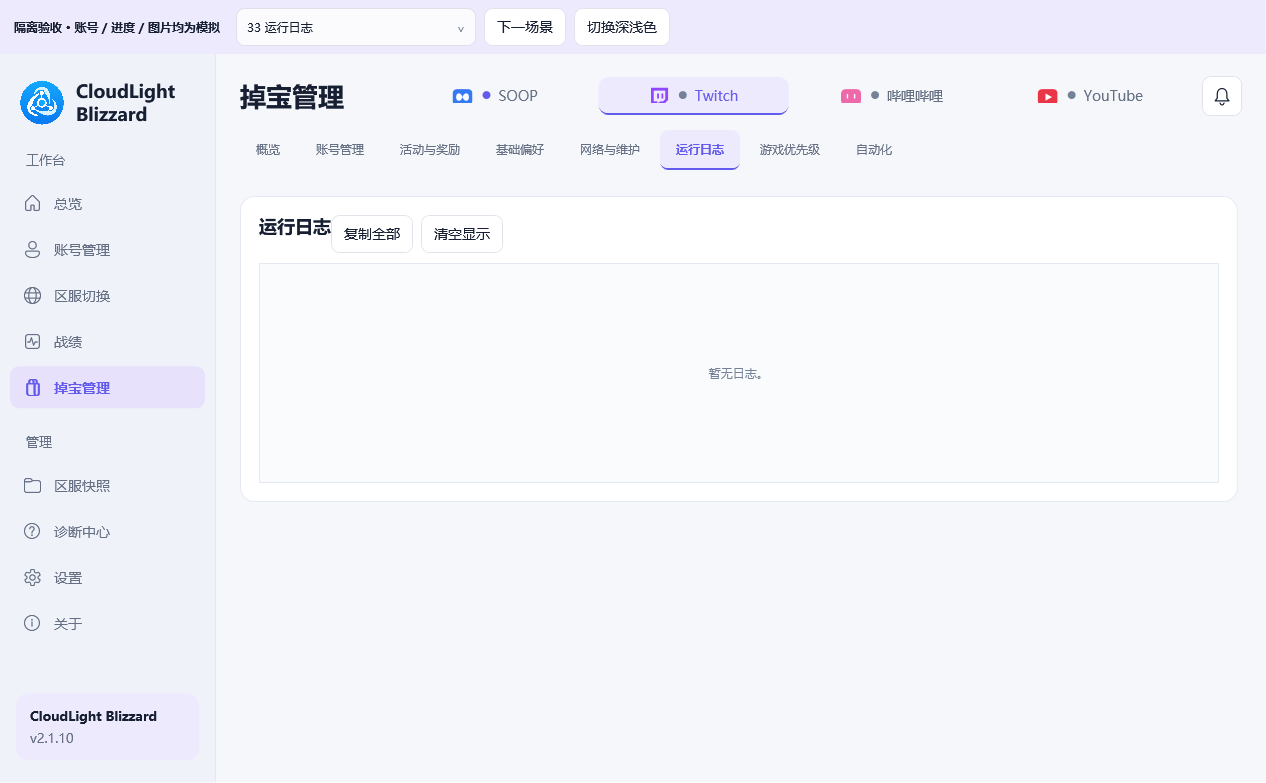 隔离验收 • 账号 / 进度 / 图片均为模拟
33 运行日志
下一场景
切换深浅色
CloudLight
Blizzard
工作台
总览
账号管理
区服切换
战绩
掉宝管理
管理
区服快照
诊断中心
设置
关于
CloudLight Blizzard
v2.1.10
掉宝管理
SOOP
Twitch
哔哩哔哩
YouTube
概览
账号管理
活动与奖励
基础偏好
网络与维护
运行日志
游戏优先级
自动化
运行日志
复制全部
清空显示
暂无日志。